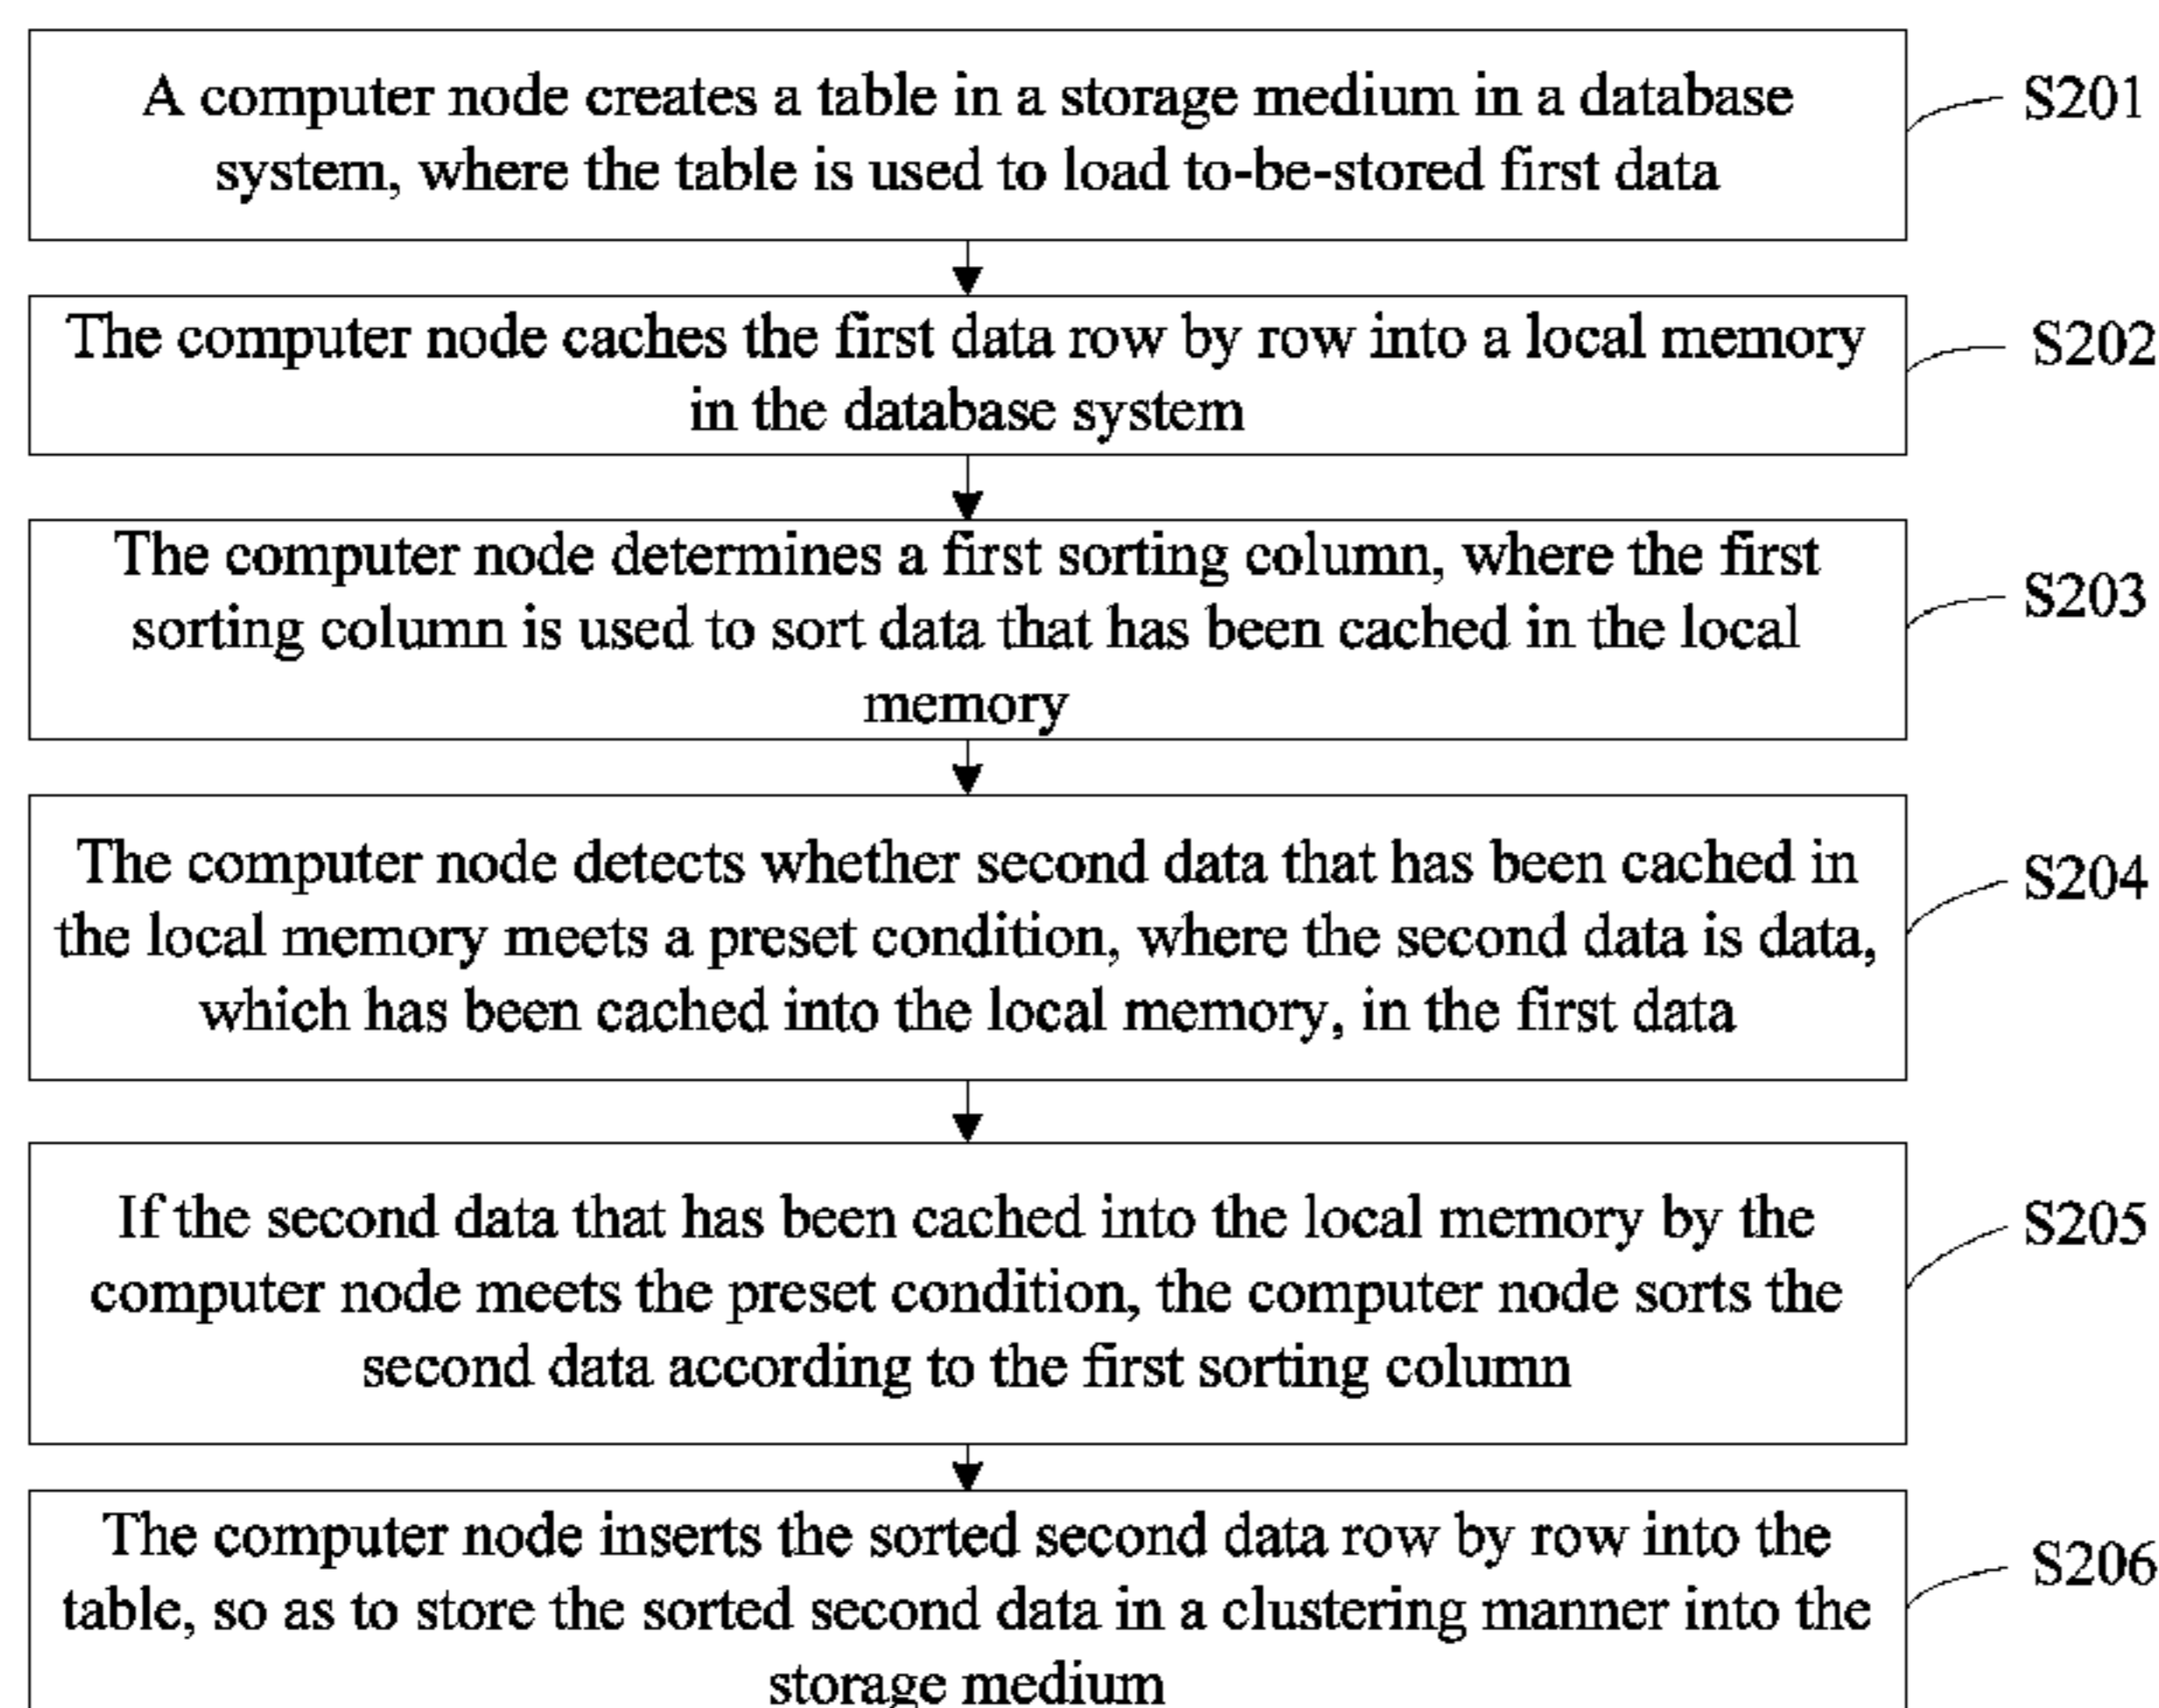 A computer node creates a table in a storage medium in a database
system, where the table is used to load to-be-stored first data
S201
The computer node caches the first data row by row into a local memory
in the database system
S202
The computer node determines a first sorting column, where the first
sorting column is used to sort data that has been cached in the local
memory
S203
The computer node detects whether second data that has been cached in
the local memory meets a preset condition, where the second data is data,
which has been cached into the local memory, in the first data
S204
If the second data that has been cached into the local memory by the
computer node meets the preset condition, the computer node sorts the
second data according to the first sorting column
S205
The computer node inserts the sorted second data row by row into the
table, so as to store the sorted second data in a clustering manner into the
storage medium
S206